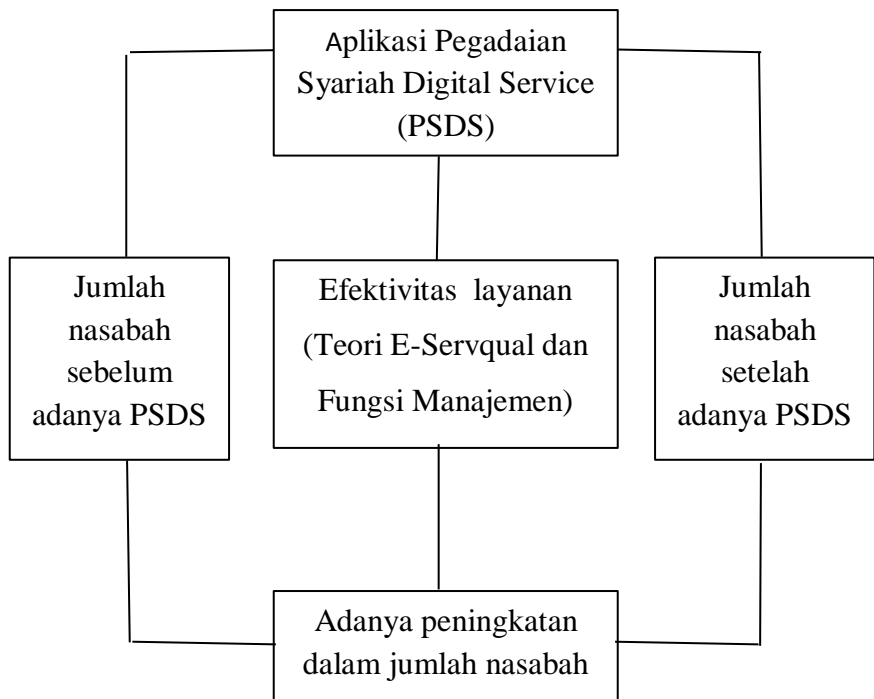 Aplikasi Pegadaian
Syariah Digital Service
(PSDS)
Jumlah
nasabah
sebelum
adanya PSDS
Efektivitas layanan
(Teori E-Servqual dan
Fungsi Manajemen)
Jumlah
nasabah
setelah
adanya PSDS
Adanya peningkatan
dalam jumlah nasabah